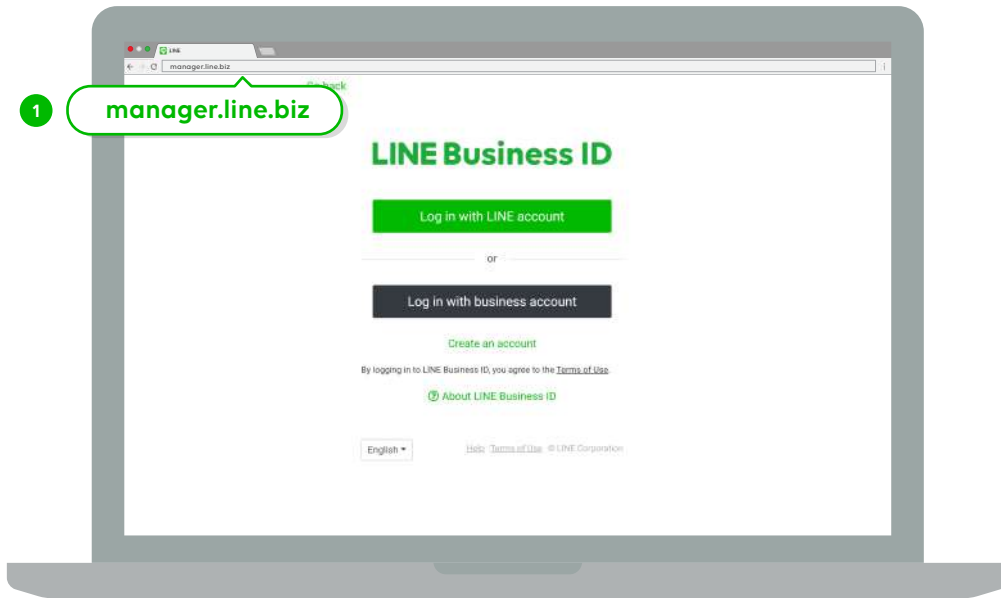 LINE
manager.line.biz
Go back
1
manager.line.biz
LINE Business ID
Log in with LINE account
or
Log in with business account
Create an account
By logging in to LINE Business ID, you agree to the Terms of Use.
? About LINE Business ID
English
Help Terms of Use © LINE Corporation